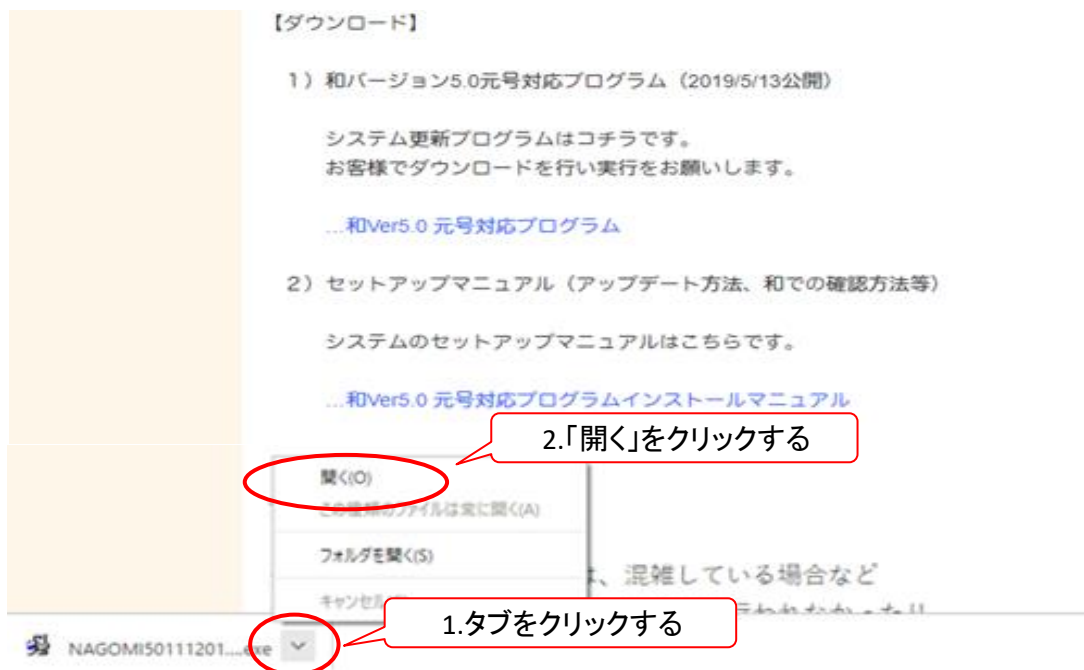 【ダウンロード】
1）和バージョン5.0元号対応プログラム（2019/5/13公開）
システム更新プログラムはコチラです。
お客様でダウンロードを行い実行をお願いします。
…和Ver5.0 元号対応プログラム
2）セットアップマニュアル（アップデート方法、和での確認方法等）
システムのセットアップマニュアルはこちらです。
…和Ver5.0 元号対応プログラムインストールマニュアル
2.「開く」をクリックする
開く(O)
この種類のファイルは常に開く(A)
フォルダを開く(S)
、混雑している場合など
キャンセル
1.タブをクリックする
NAGOMI50111201....exe